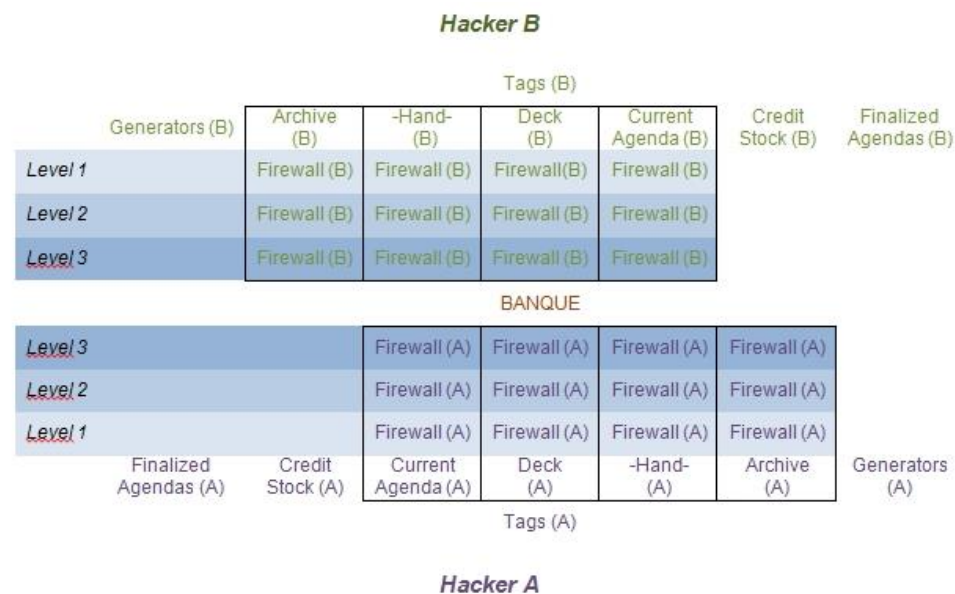 Hacker B
Tags (B)
Generators (B) Archive (B) -Hand- (B) Deck (B) Current Agenda (B) Credit Stock (B) Finalized Agendas (B)
Level 1 Firewall (B) Firewall (B) Firewall(B) Firewall (B)
Level 2 Firewall (B) Firewall (B) Firewall (B) Firewall (B)
Level 3 Firewall (B) Firewall (B) Firewall (B) Firewall (B)
BANQUE
Level 3 Firewall (A) Firewall (A) Firewall (A) Firewall (A)
Level 2 Firewall (A) Firewall (A) Firewall (A) Firewall (A)
Level 1 Firewall (A) Firewall (A) Firewall (A) Firewall (A)
Finalized Agendas (A) Credit Stock (A) Current Agenda (A) Deck (A) -Hand- (A) Archive (A) Generators (A)
Tags (A)
Hacker A